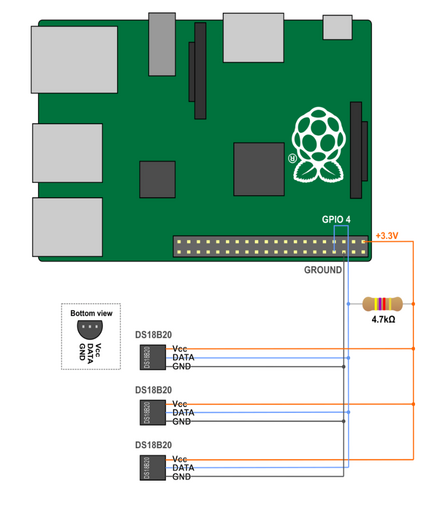 ®
GPIO 4
+3.3V
GROUND
4.7kΩ
Bottom view
Vcc
DATA
GND
DS18B20
DS18B20
Vcc
DATA
GND
DS18B20
DS18B20
Vcc
DATA
GND
DS18B20
DS18B20
Vcc
DATA
GND